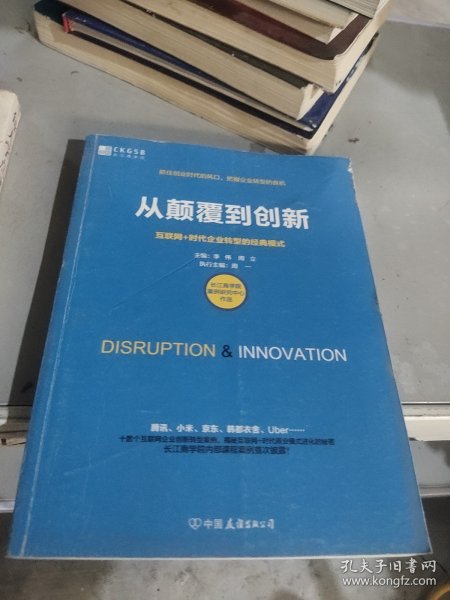 CKGSB
长江商学院
抓住创业时代的风口，把握企业转型的良机
从颠覆到创新
互联网+时代企业转型的经典模式
主编：李 伟 周 立
执行主编：周 一
长江商学院
案例研究中心
作品
DISRUPTION & INNOVATION
腾讯、小米、京东、韩都衣舍、Uber……
十数个互联网企业创新转型案例，揭秘互联网+时代商业模式进化的秘密
长江商学院内部课程案例首次披露！
中国友谊出版公司
孔夫子旧书网
www.kongfz.com